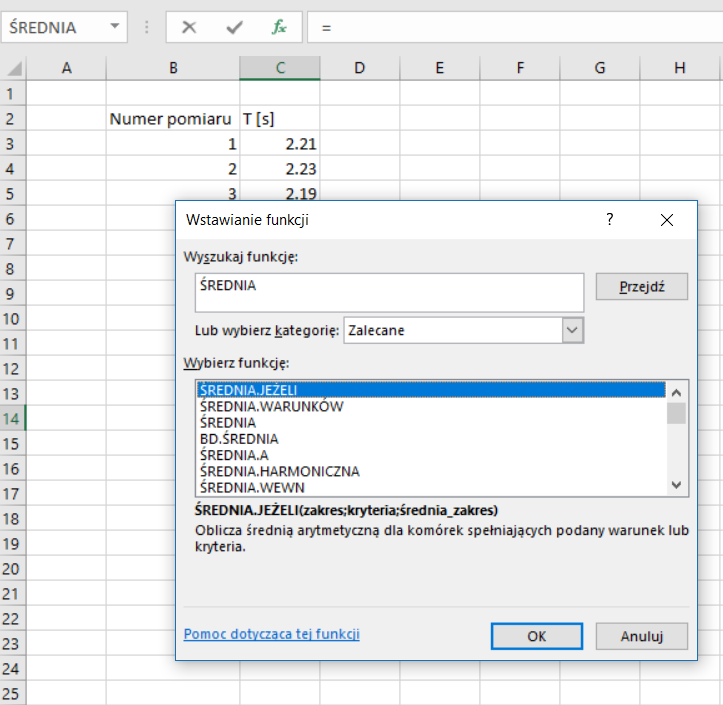 ŚREDNIA fx =
A B C D E F G H
1
2 Numer pomiaru T [s]
3 1 2.21
4 2 2.23
5 3 2.19
6
7
8
9
10
11
12
13
14
15
16
17
18
19
20
21
22
23
24
25
Wstawianie funkcji ?
Wyszukaj funkcję:
ŚREDNIA Przejdź
Lub wybierz kategorię: Zalecane
Wybierz funkcję:
ŚREDNIA.JEŻELI
ŚREDNIA.WARUNKÓW
ŚREDNIA
BD.ŚREDNIA
ŚREDNIA.A
ŚREDNIA.HARMONICZNA
ŚREDNIA.WEWN
ŚREDNIA.JEŻELI(zakres;kryteria;średnia_zakres)
Oblicza średnią arytmetyczną dla komórek spełniających podany warunek lub
kryteria.
Pomoc dotycząca tej funkcji OK Anuluj